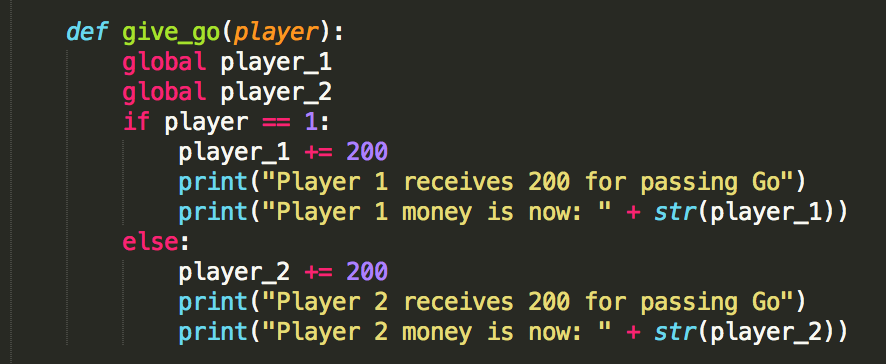 def give_go(player):
    global player_1
    global player_2
    if player == 1:
        player_1 += 200
        print("Player 1 receives 200 for passing Go")
        print("Player 1 money is now: " + str(player_1))
    else:
        player_2 += 200
        print("Player 2 receives 200 for passing Go")
        print("Player 2 money is now: " + str(player_2))